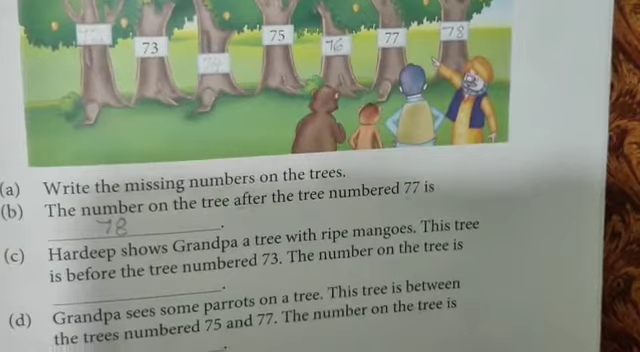 72 73 74 75 76 77 78
(a) Write the missing numbers on the trees.
(b) The number on the tree after the tree numbered 77 is
78.
(c) Hardeep shows Grandpa a tree with ripe mangoes. This tree
is before the tree numbered 73. The number on the tree is
.
(d) Grandpa sees some parrots on a tree. This tree is between
the trees numbered 75 and 77. The number on the tree is
.